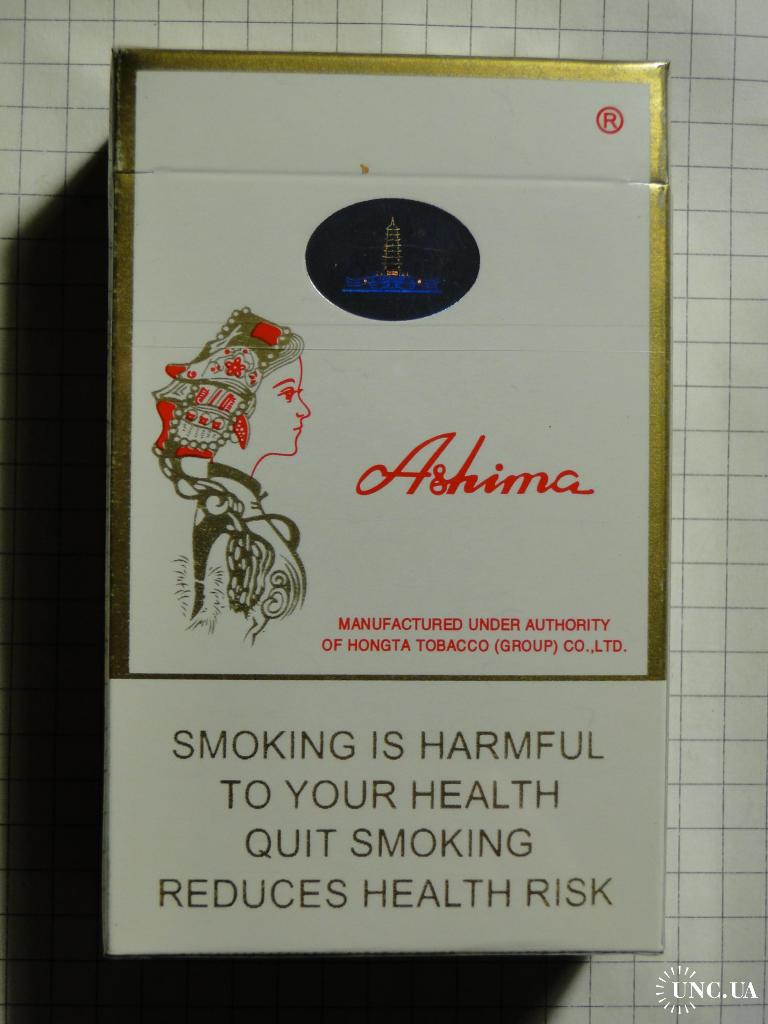 ®
Ashima
MANUFACTURED UNDER AUTHORITY
OF HONGTA TOBACCO (GROUP) CO.,LTD.
SMOKING IS HARMFUL
TO YOUR HEALTH
QUIT SMOKING
REDUCES HEALTH RISK
UNC.UA